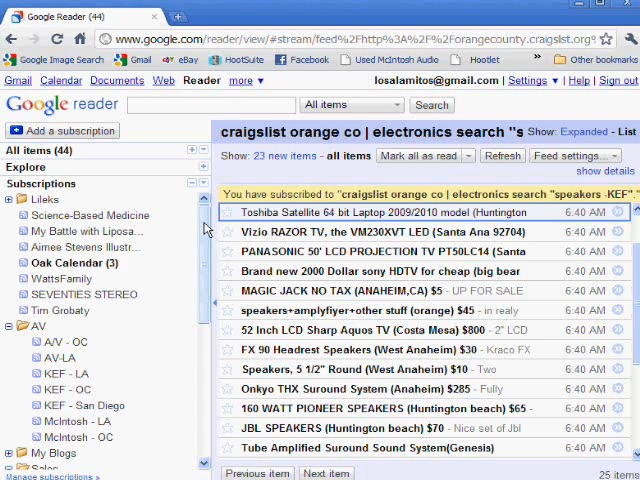 Google Reader (44)
www.google.com/reader/view/#stream/feed%2Fhttp%3A%2F%2Forangecounty.craigslist.org%
Google Image Search Gmail eBay HootSuite Facebook Used McIntosh Audio Hootlet » Other bookmarks
Gmail Calendar Documents Web Reader more ▼ losalamitos@gmail.com | Settings ▼ | Help | Sign out
Google reader All items Search
Add a subscription
craigslist orange co | electronics search "s Show: Expanded - List
All items (44)
Explore
Subscriptions
Lileks
Science-Based Medicine
My Battle with Liposa...
Aimee Stevens Illustr...
Oak Calendar (3)
WattsFamily
SEVENTIES STEREO
Tim Grobaty
AV
A/V - OC
AV-LA
KEF - LA
KEF - OC
KEF - San Diego
McIntosh - LA
McIntosh - OC
My Blogs
Sales
Manage subscriptions »
Show: 23 new items - all items Mark all as read Refresh Feed settings...
show details
You have subscribed to "craigslist orange co | electronics search "speakers -KEF"."
Toshiba Satellite 64 bit Laptop 2009/2010 model (Huntington 6:40 AM
Vizio RAZOR TV, the VM230XVT LED (Santa Ana 92704) 6:40 AM
PANASONIC 50' LCD PROJECTION TV PT50LC14 (Santa 6:40 AM
Brand new 2000 Dollar sony HDTV for cheap (big bear 6:40 AM
MAGIC JACK NO TAX (ANAHEIM,CA) $5 - UP FOR SALE 6:40 AM
speakers+amplyfiyer+other stuff (orange) $45 - in realy 6:40 AM
52 Inch LCD Sharp Aquos TV (Costa Mesa) $800 - 2" LCD 6:40 AM
FX 90 Headrest Speakers (West Anaheim) $30 - Kraco FX 6:40 AM
Speakers, 5 1/2" Round (West Anaheim) $10 - Two 6:40 AM
Onkyo THX Suround System (Anaheim) $285 - Fully 6:40 AM
160 WATT PIONEER SPEAKERS (Huntington beach) $65 - 6:40 AM
JBL SPEAKERS (Huntington beach) $70 - Nice set of Jbl 6:40 AM
Tube Amplified Suround Sound System(Genesis) 6:40 AM
Previous item Next item 25 items